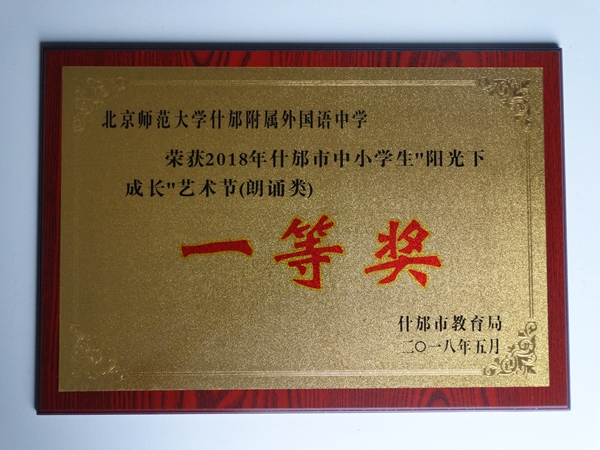 北京师范大学什邡附属外国语中学
荣获2018年什邡市中小学生"阳光下
成长"艺术节(朗诵类)
一等奖
什邡市教育局
二〇一八年五月